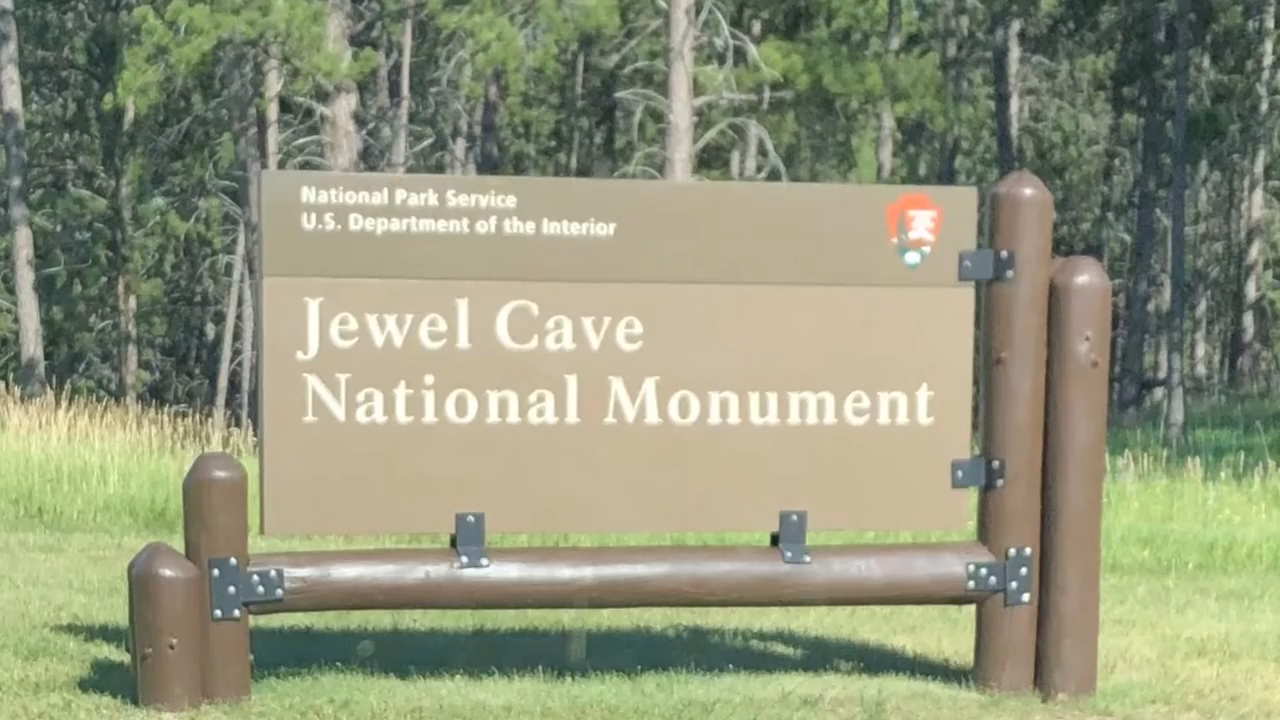 National Park Service
U.S. Department of the Interior
Jewel Cave
National Monument